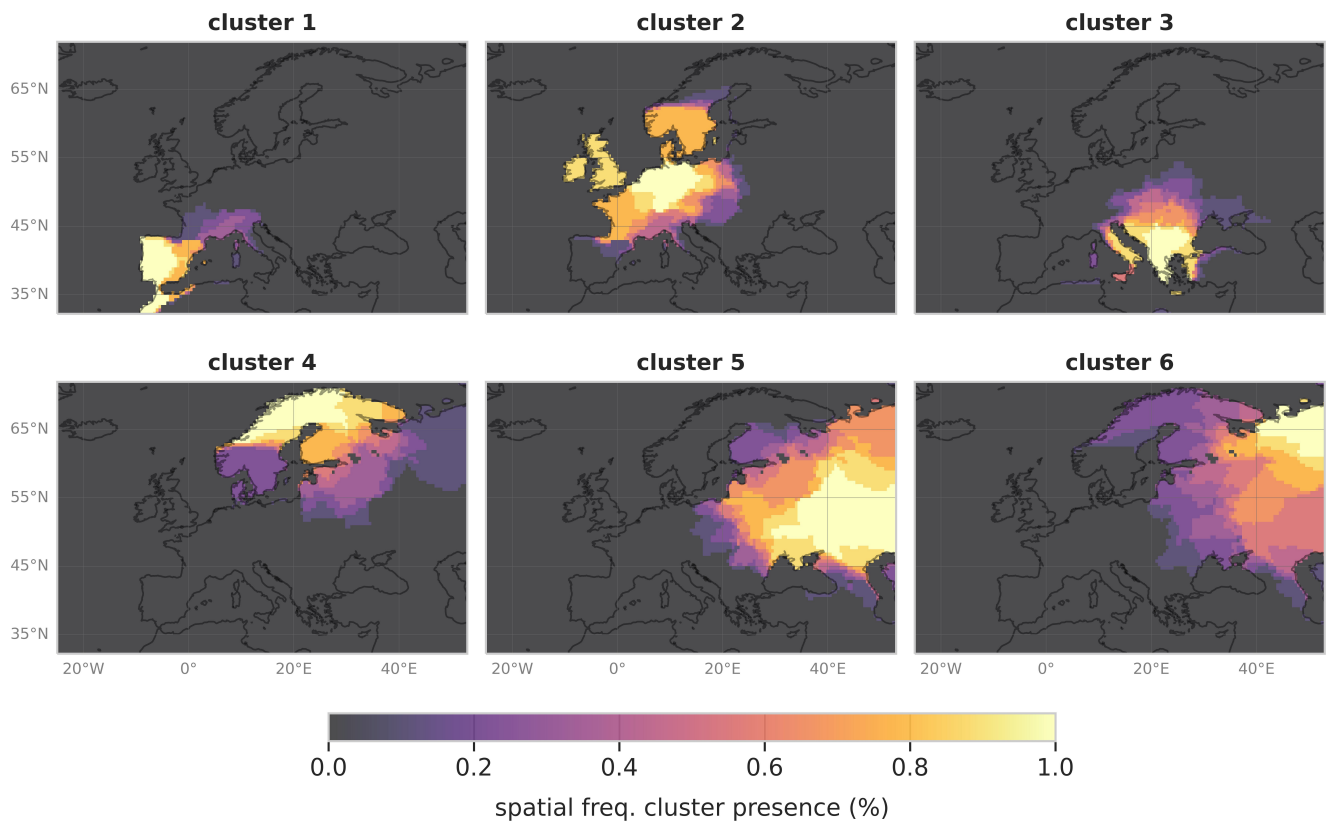 cluster 1
cluster 2
cluster 3
65°N
55°N
45°N
35°N
cluster 4
cluster 5
cluster 6
65°N
55°N
45°N
35°N
20°W 0° 20°E 40°E
20°W 0° 20°E 40°E
20°W 0° 20°E 40°E
0.0 0.2 0.4 0.6 0.8 1.0
spatial freq. cluster presence (%)